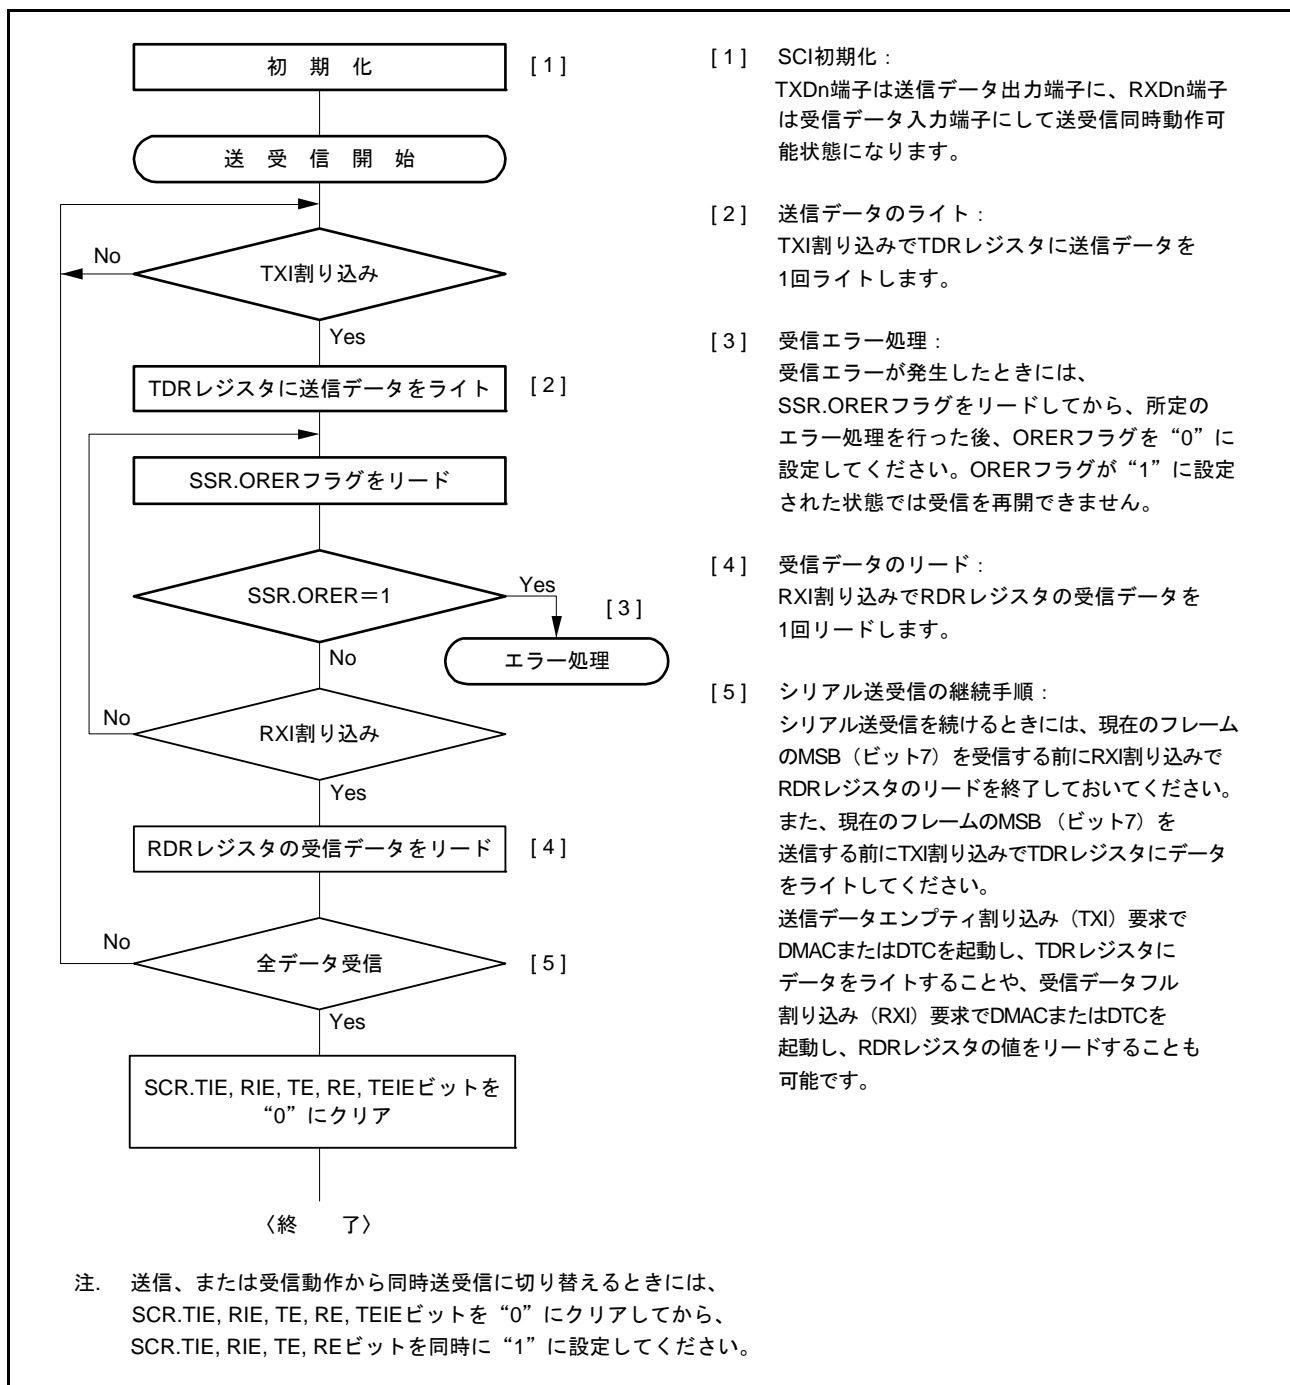 初　期　化
[ 1 ]
送　受　信　開　始
No
TXI割り込み
Yes
TDRレジスタに送信データをライト
[ 2 ]
SSR.ORERフラグをリード
SSR.ORER＝1
Yes
[ 3 ]
エラー処理
No
No
RXI割り込み
Yes
RDRレジスタの受信データをリード
[ 4 ]
No
全データ受信
[ 5 ]
Yes
SCR.TIE, RIE, TE, RE, TEIEビットを
“0”にクリア
〈終　　了〉
[ 1 ]　SCI初期化：
TXDn端子は送信データ出力端子に、RXDn端子
は受信データ入力端子にして送受信同時動作可
能状態になります。
[ 2 ]　送信データのライト：
TXI割り込みでTDRレジスタに送信データを
1回ライトします。
[ 3 ]　受信エラー処理：
受信エラーが発生したときには、
SSR.ORERフラグをリードしてから、所定の
エラー処理を行った後、ORERフラグを“0”に
設定してください。ORERフラグが“1”に設定
された状態では受信を再開できません。
[ 4 ]　受信データのリード：
RXI割り込みでRDRレジスタの受信データを
1回リードします。
[ 5 ]　シリアル送受信の継続手順：
シリアル送受信を続けるときには、現在のフレーム
のMSB（ビット7）を受信する前にRXI割り込みで
RDRレジスタのリードを終了しておいてください。
また、現在のフレームのMSB （ビット7）を
送信する前にTXI割り込みでTDRレジスタにデータ
をライトしてください。
送信データエンプティ割り込み（TXI）要求で
DMACまたはDTCを起動し、TDRレジスタに
データをライトすることや、受信データフル
割り込み（RXI）要求でDMACまたはDTCを
起動し、RDRレジスタの値をリードすることも
可能です。
注.　送信、または受信動作から同時送受信に切り替えるときには、
SCR.TIE, RIE, TE, RE, TEIEビットを“0”にクリアしてから、
SCR.TIE, RIE, TE, REビットを同時に“1”に設定してください。